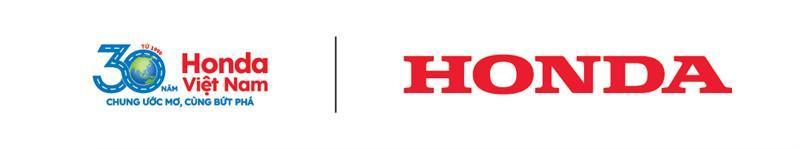 TỪ 1996
30 NĂM
Honda
Việt Nam
CHUNG ƯỚC MƠ, CÙNG BỨT PHÁ
HONDA